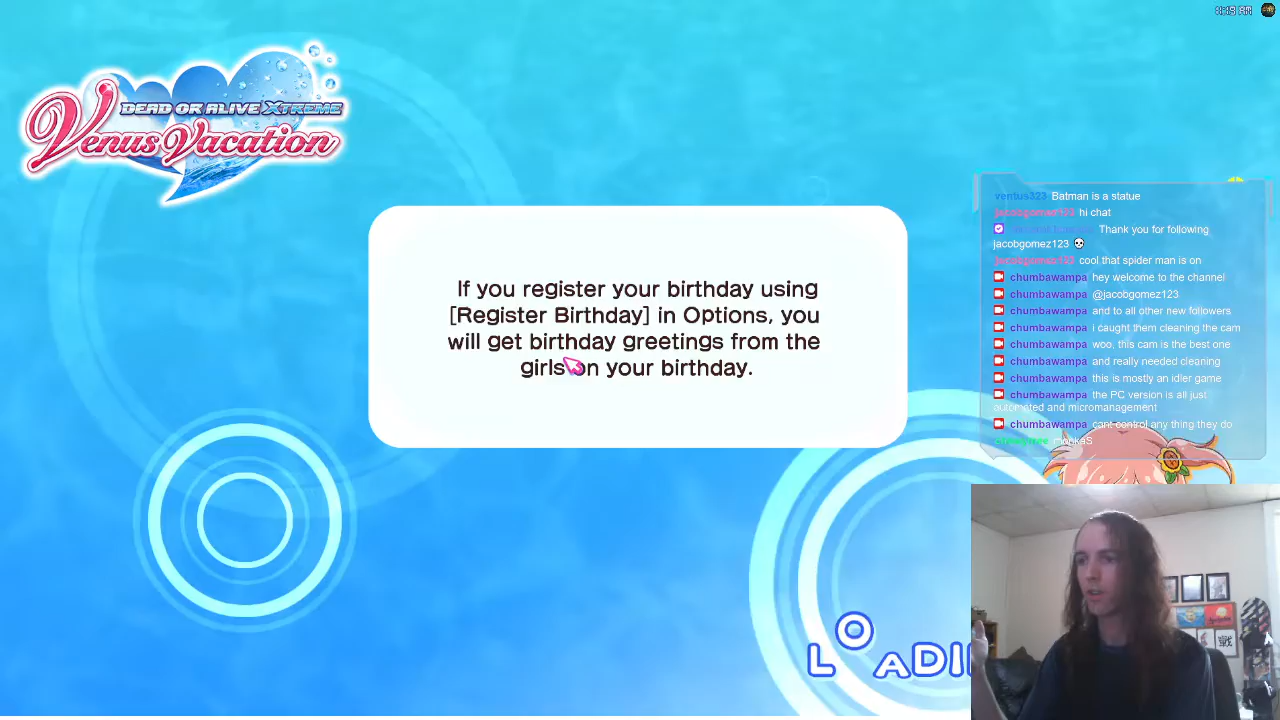 DEAD OR ALIVE XTREME
Venus Vacation
If you register your birthday using
[Register Birthday] in Options, you
will get birthday greetings from the
girls on your birthday.
ventus323 Batman is a statue
jacobgomez123 hi chat
Thank you for following
jacobgomez123
jacobgomez123 cool that spider man is on
chumbawampa hey welcome to the channel
chumbawampa @jacobgomez123
chumbawampa and to all other new followers
chumbawampa i caught them cleaning the cam
chumbawampa woo, this cam is the best one
chumbawampa and really needed cleaning
chumbawampa this is mostly an idler game
chumbawampa the PC version is all just
automated and micromanagement
chumbawampa cant control any thing they do
monkaS
LOADI